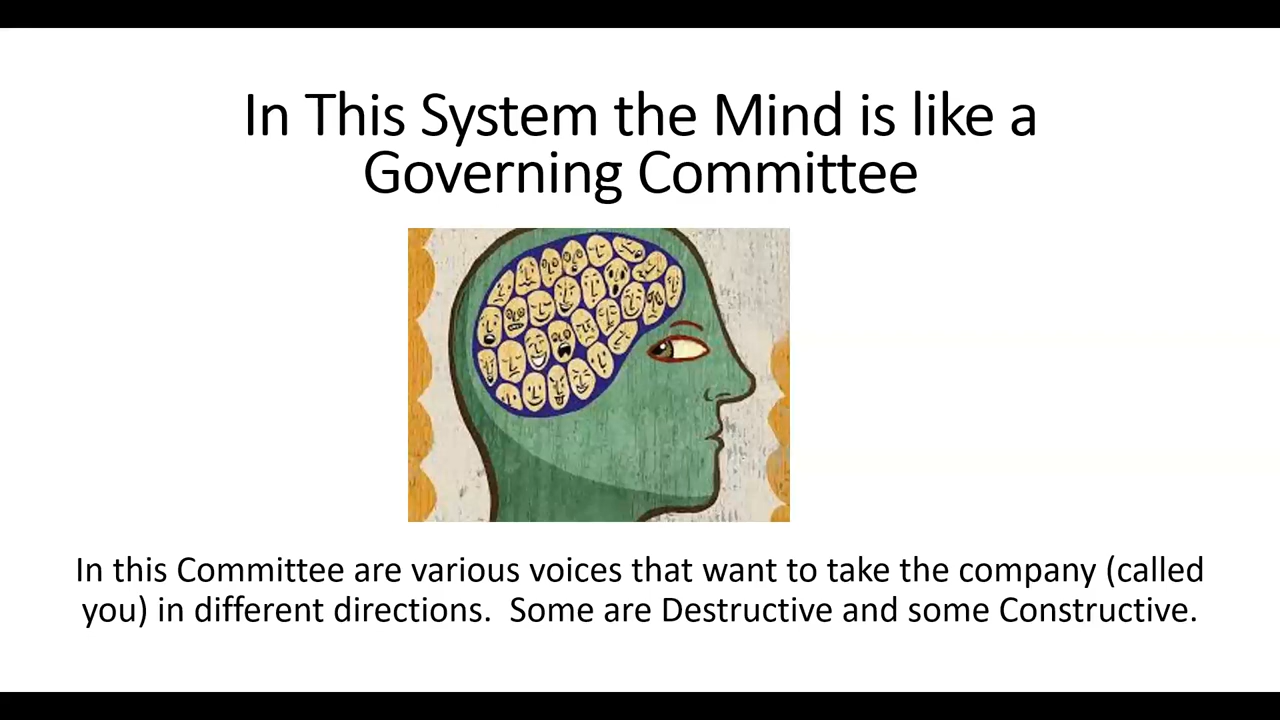 In This System the Mind is like a
Governing Committee
In this Committee are various voices that want to take the company (called
you) in different directions.  Some are Destructive and some Constructive.